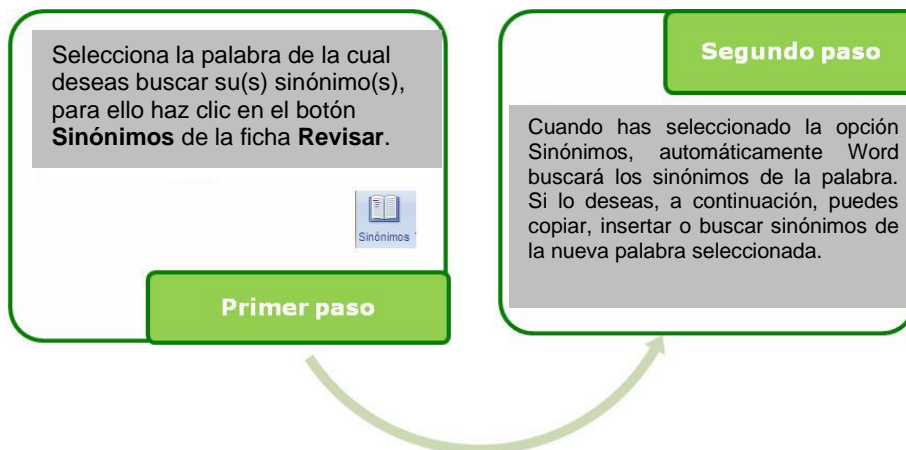 Selecciona la palabra de la cual
deseas buscar su(s) sinónimo(s),
para ello haz clic en el botón
Sinónimos de la ficha Revisar.
Sinónimos
Primer paso
Segundo paso
Cuando has seleccionado la opción
Sinónimos, automáticamente Word
buscará los sinónimos de la palabra.
Si lo deseas, a continuación, puedes
copiar, insertar o buscar sinónimos de
la nueva palabra seleccionada.